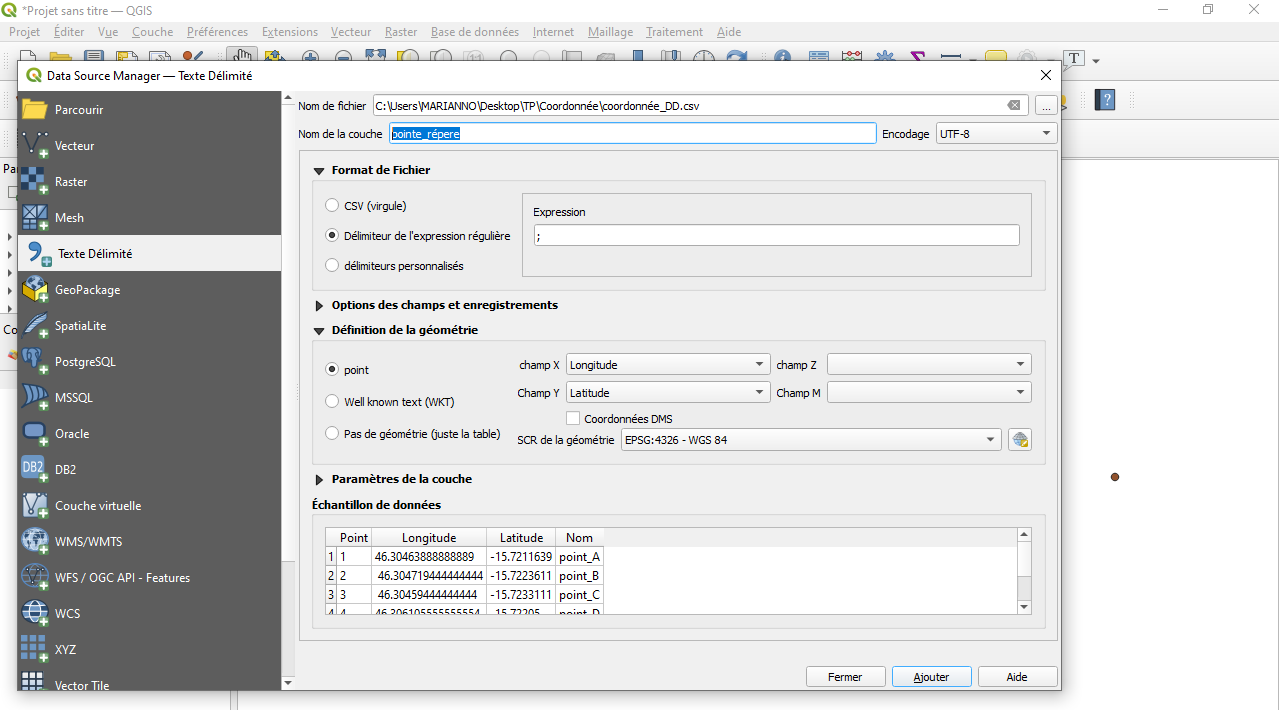 *Projet sans titre — QGIS
Projet Éditer Vue Couche Préférences Extensions Vecteur Raster Base de données Internet Maillage Traitement Aide
Data Source Manager — Texte Délimité
Parcourir
Vecteur
Raster
Mesh
Texte Délimité
GeoPackage
SpatiaLite
PostgreSQL
MSSQL
Oracle
DB2
Couche virtuelle
WMS/WMTS
WFS / OGC API - Features
WCS
XYZ
Vector Tile
Nom de fichier C:\Users\MARIANNO\Desktop\TP\Coordonnée\coordonnée_DD.csv ...
Nom de la couche pointe_répere Encodage UTF-8
Format de Fichier
CSV (virgule)
Délimiteur de l'expression régulière
délimiteurs personnalisés
Expression
;
Options des champs et enregistrements
Définition de la géométrie
point
Well known text (WKT)
Pas de géométrie (juste la table)
champ X Longitude champ Z
Champ Y Latitude Champ M
Coordonnées DMS
SCR de la géométrie EPSG:4326 - WGS 84
Paramètres de la couche
Échantillon de données
Point Longitude Latitude Nom
1 1 46.30463888888889 -15.7211639 point_A
2 2 46.304719444444444 -15.7223611 point_B
3 3 46.30459444444444 -15.7233111 point_C
4 4 46.306105555555554 -15.72205 point_D
Fermer Ajouter Aide